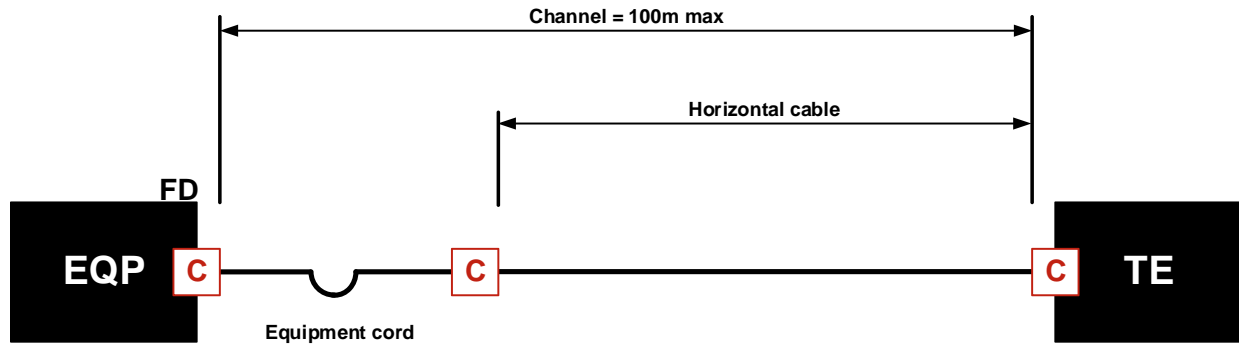 Channel = 100m max
Horizontal cable
FD
EQP
C
C
C
TE
Equipment cord